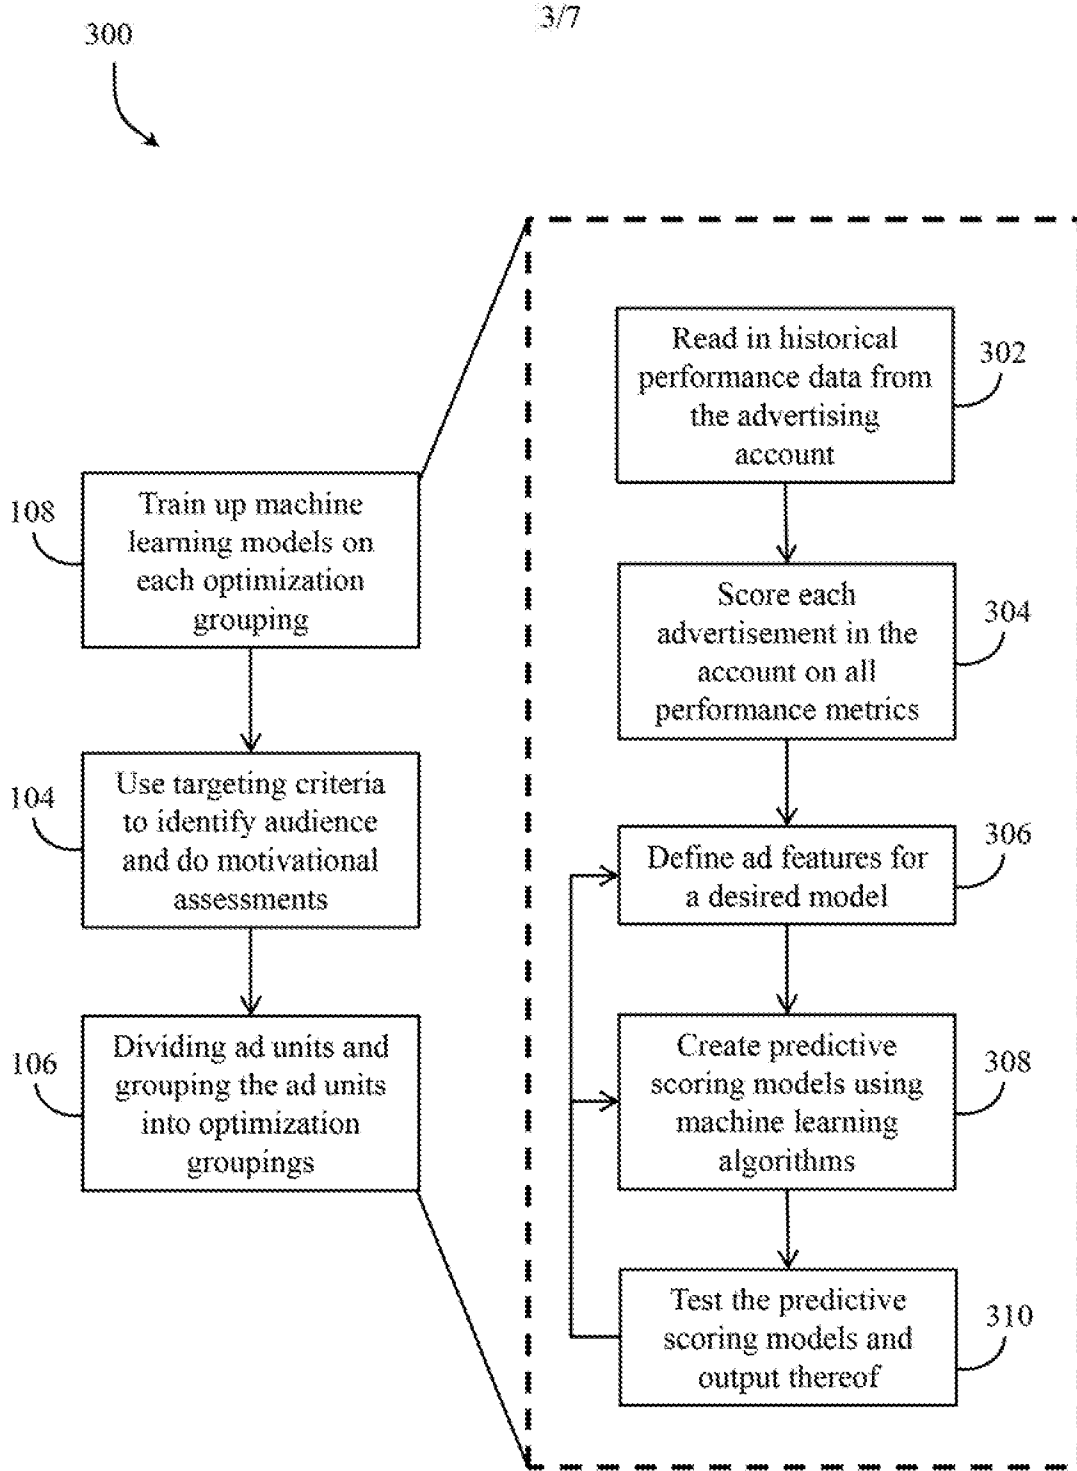 3/7
300
108
Train up machine
learning models on
each optimization
grouping
104
Use targeting criteria
to identify audience
and do motivational
assessments
106
Dividing ad units and
grouping the ad units
into optimization
groupings
Read in historical
performance data from
the advertising
account
302
Score each
advertisement in the
account on all
performance metrics
304
Define ad features for
a desired model
306
Create predictive
scoring models using
machine learning
algorithms
308
Test the predictive
scoring models and
output thereof
310